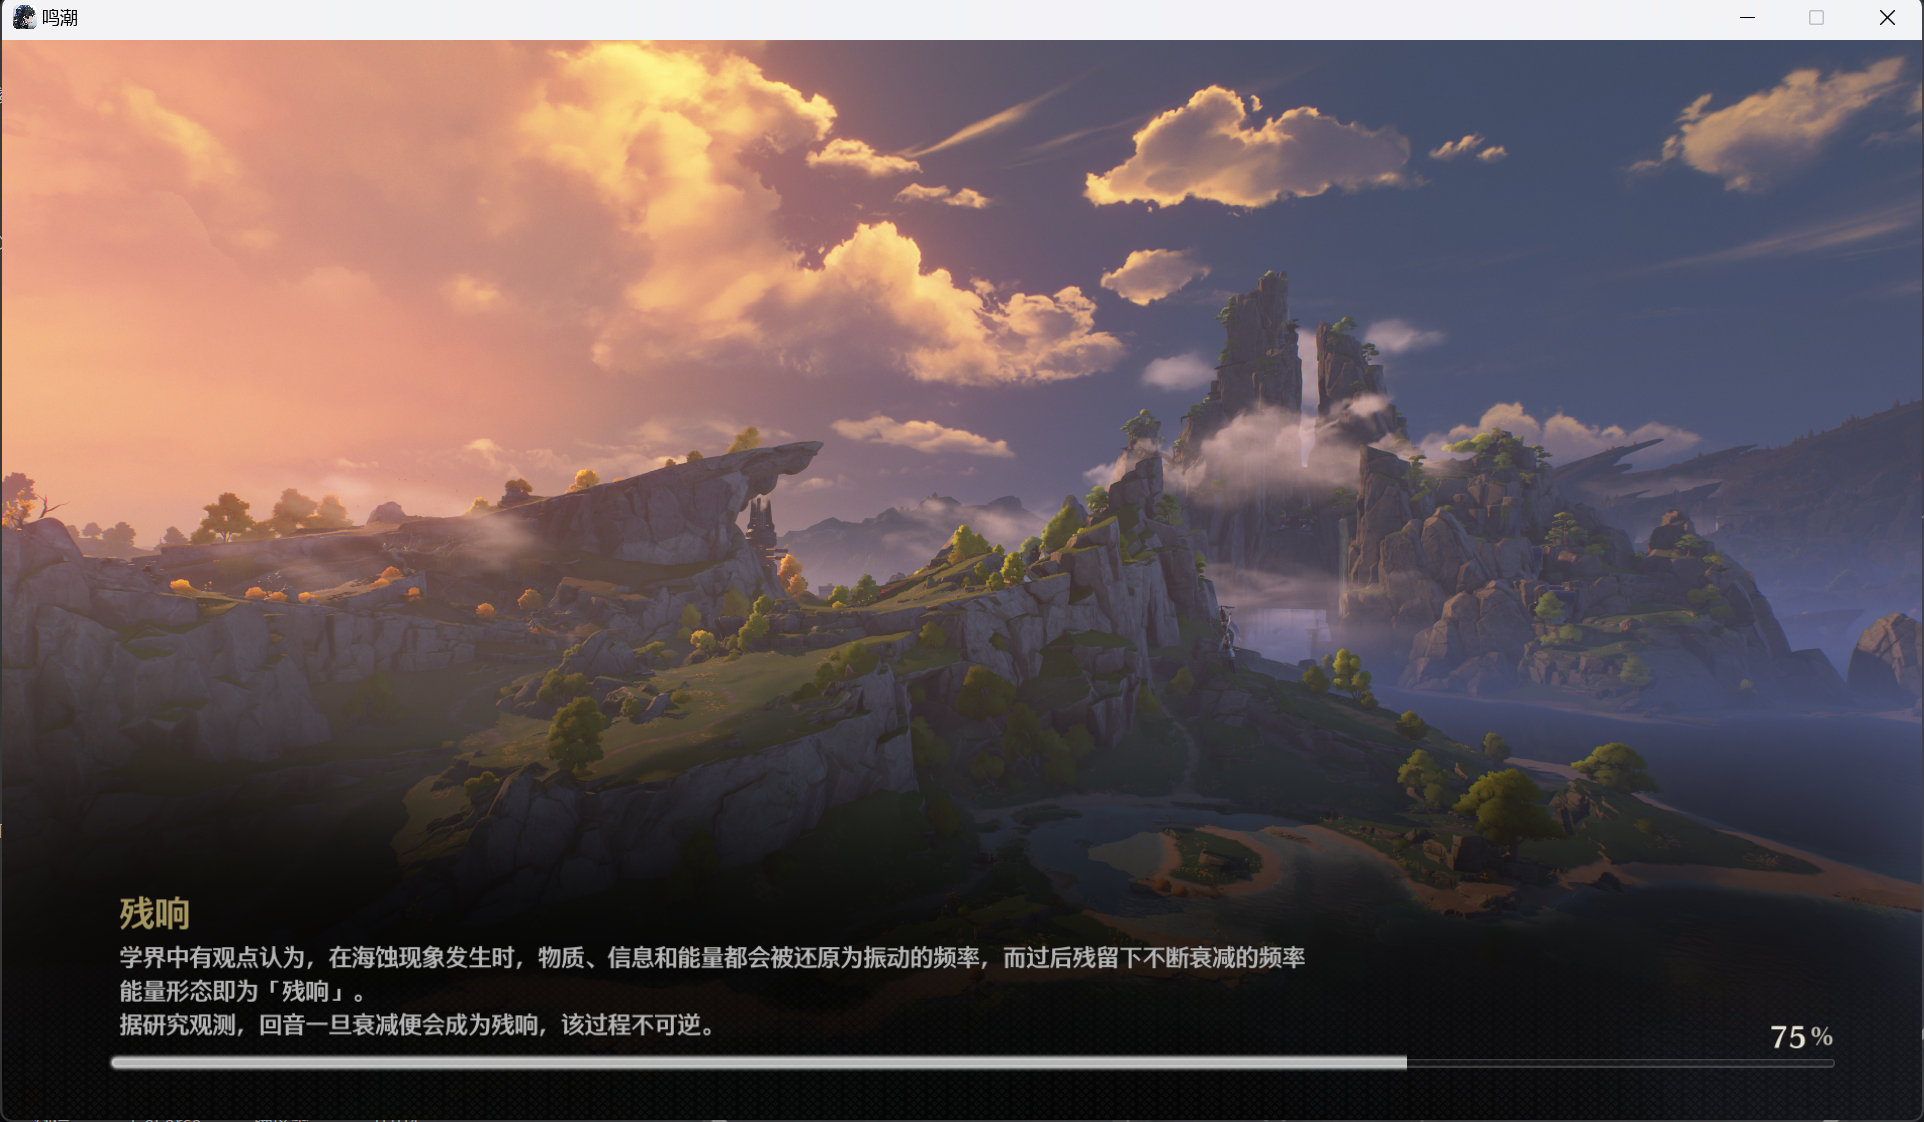 鸣潮
残响
学界中有观点认为，在海蚀现象发生时，物质、信息和能量都会被还原为振动的频率，而过后残留下不断衰减的频率
能量形态即为「残响」。
据研究观测，回音一旦衰减便会成为残响，该过程不可逆。
75%